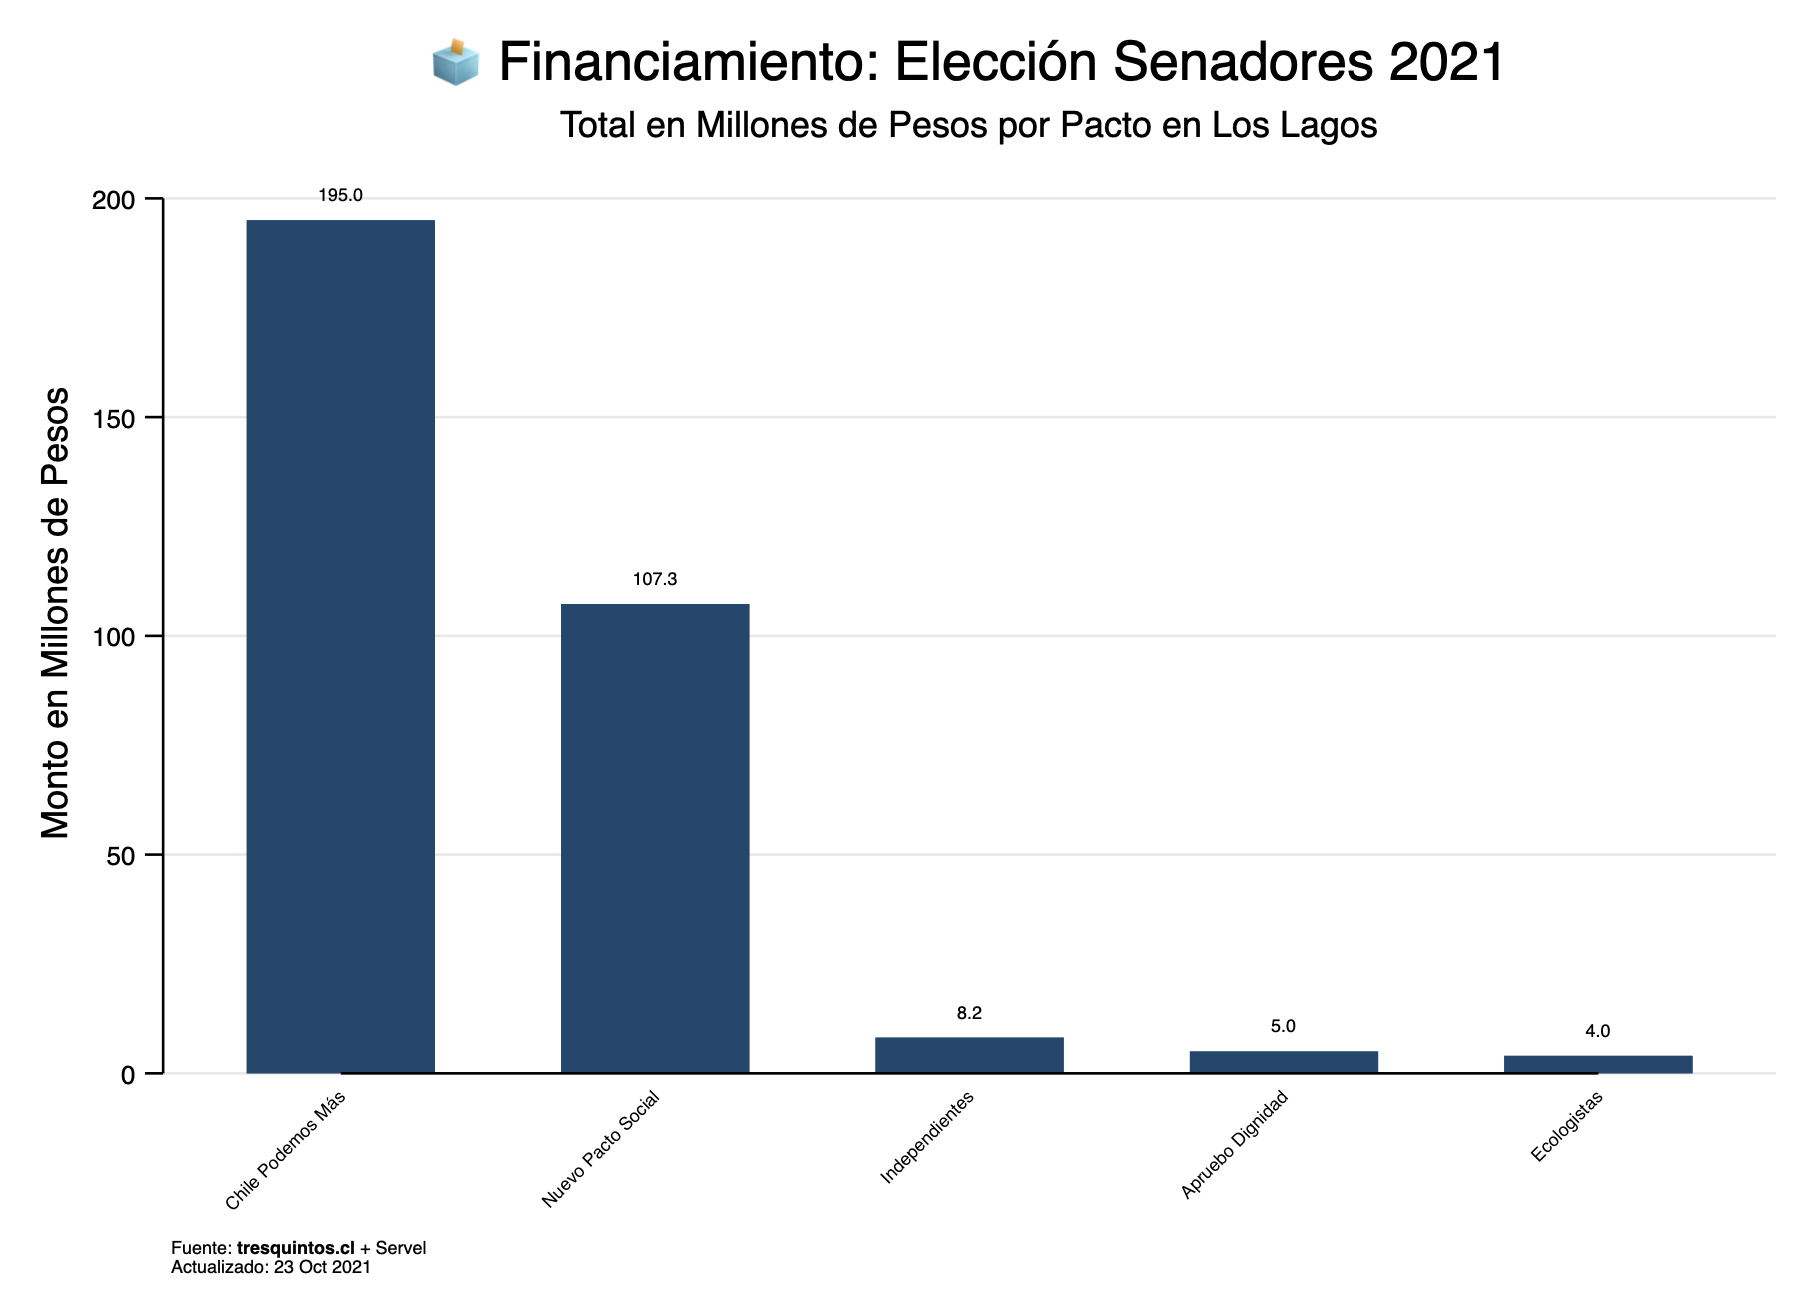 Financiamiento: Elección Senadores 2021
Total en Millones de Pesos por Pacto en Los Lagos
Monto en Millones de Pesos
200
150
100
50
0
195.0
107.3
8.2
5.0
4.0
Chile Podemos Más
Nuevo Pacto Social
Independientes
Apruebo Dignidad
Ecologistas
Fuente: tresquintos.cl + Servel
Actualizado: 23 Oct 2021